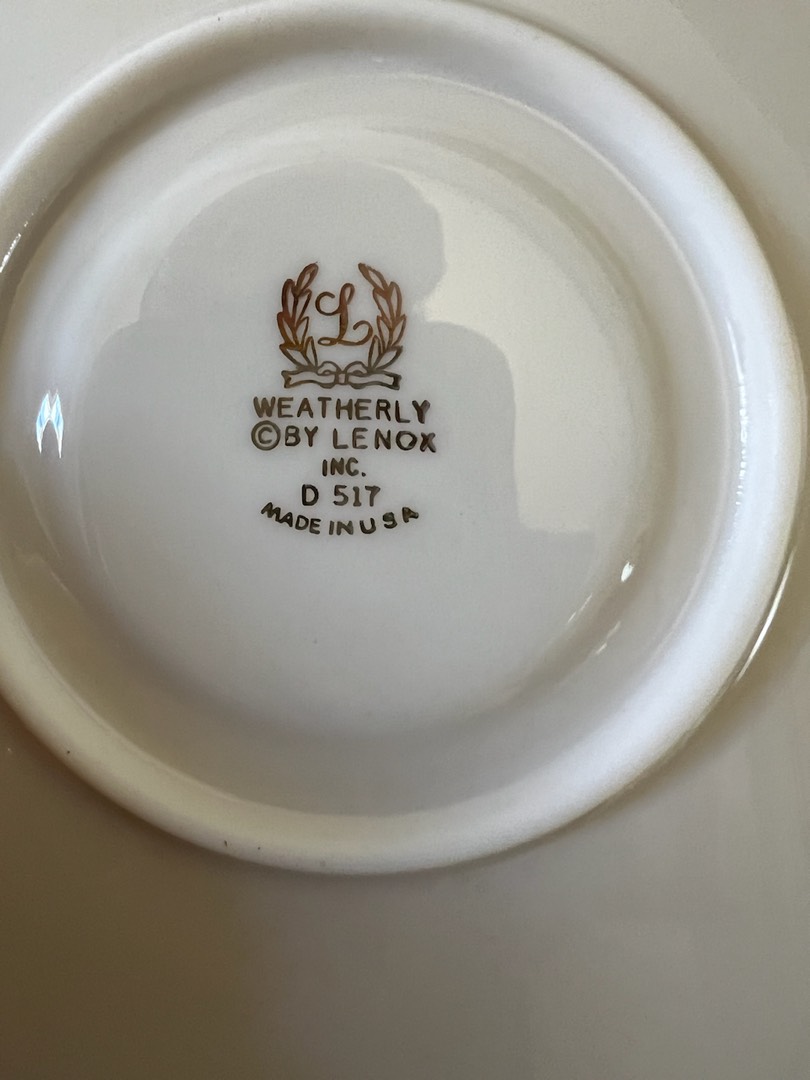 L
WEATHERLY
©BY LENOX
INC.
D 517
MADE IN USA